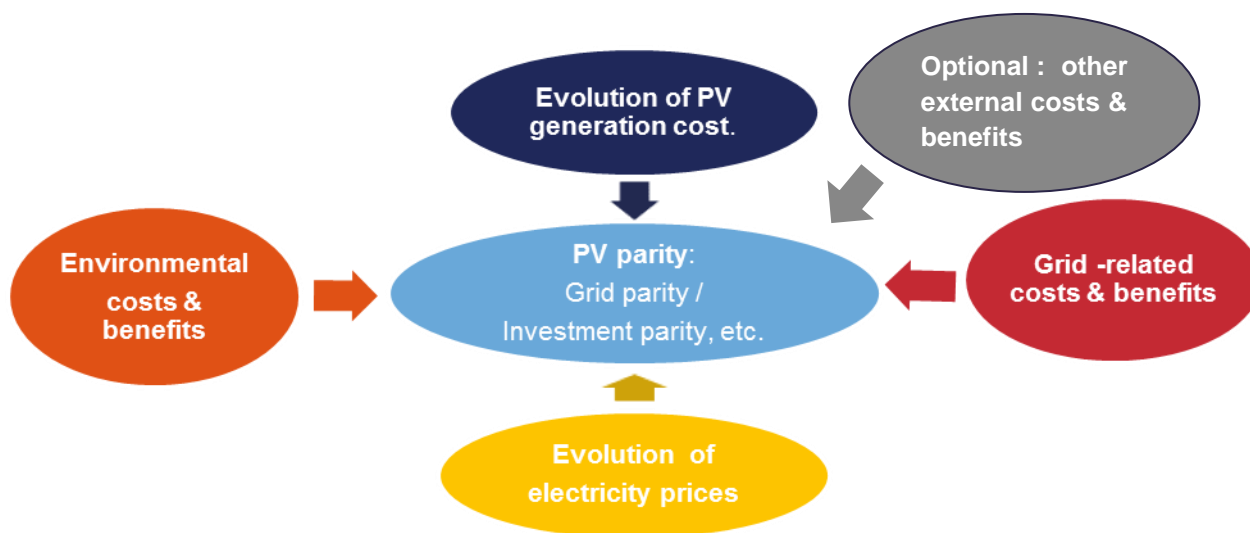 Evolution of PV
generation cost.
Optional : other
external costs &
benefits
Environmental
costs &
benefits
PV parity:
Grid parity /
Investment parity, etc.
Grid -related
costs & benefits
Evolution of
electricity prices